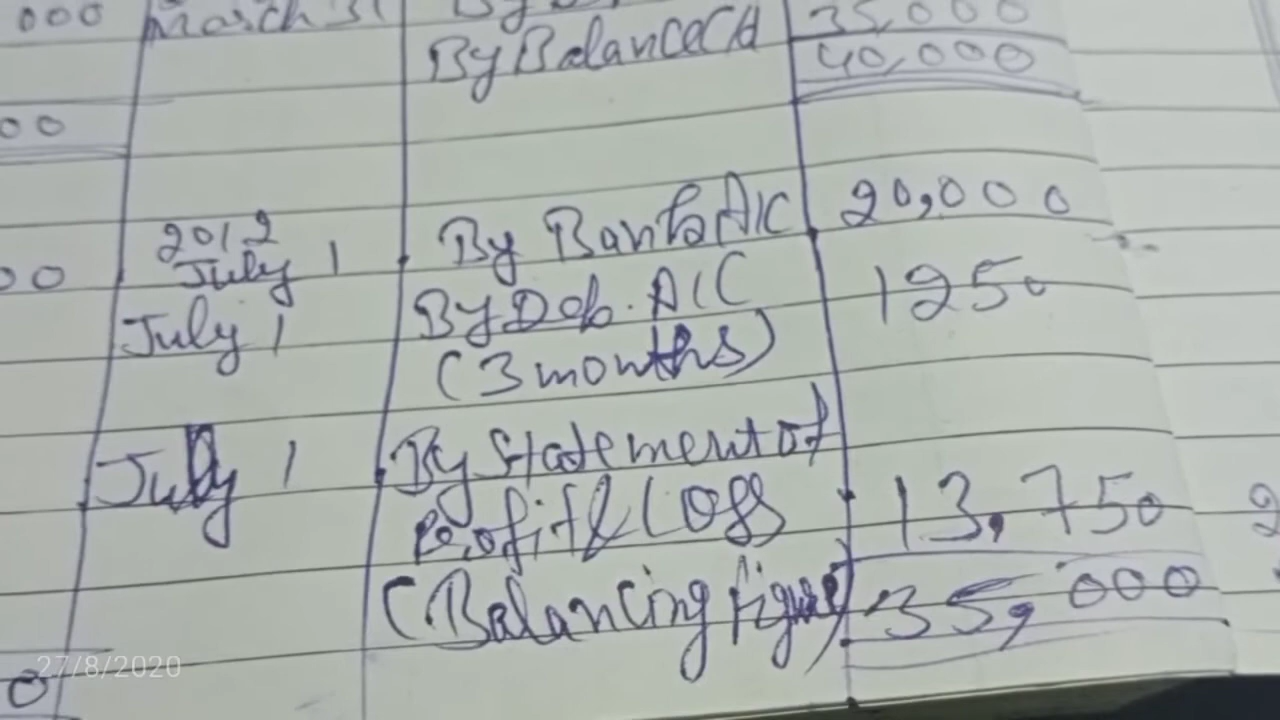 000 March 31 By
By Balance C/d 35,000
40,000
00
2012
July 1 By Bank A/C 20,000
00
July 1 By Deb. A/C 1250
(3 months)
July 1 By Statement of
Profit & Loss 13,750
(Balancing figure) 35,000
0
27/8/2020